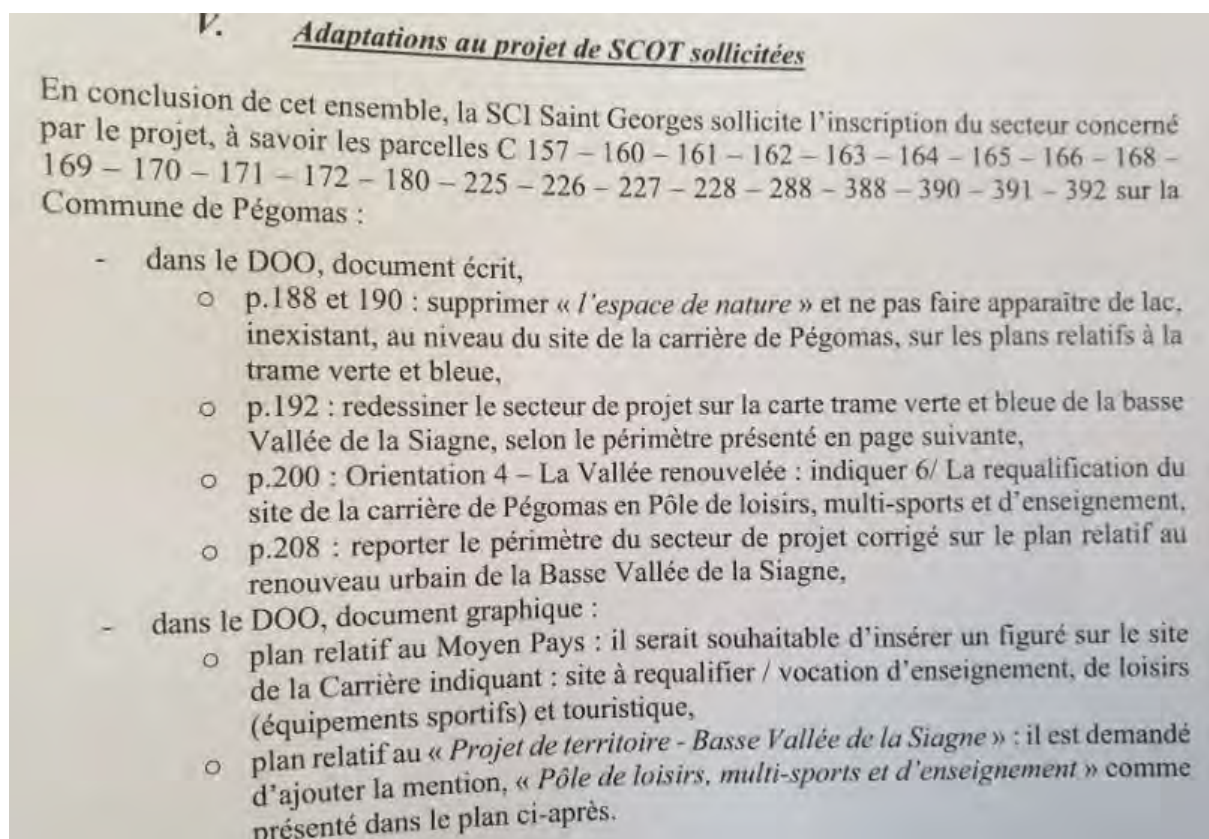 V. Adaptations au projet de SCOT sollicitées
En conclusion de cet ensemble, la SCI Saint Georges sollicite l'inscription du secteur concerné
par le projet, à savoir les parcelles C 157 – 160 – 161 – 162 – 163 – 164 – 165 – 166 – 168 –
169 – 170 – 171 – 172 – 180 – 225 – 226 – 227 – 228 – 288 – 388 – 390 – 391 – 392 sur la
Commune de Pégomas :
- dans le DOO, document écrit,
o p.188 et 190 : supprimer « l'espace de nature » et ne pas faire apparaître de lac,
inexistant, au niveau du site de la carrière de Pégomas, sur les plans relatifs à la
trame verte et bleue,
o p.192 : redessiner le secteur de projet sur la carte trame verte et bleue de la basse
Vallée de la Siagne, selon le périmètre présenté en page suivante,
o p.200 : Orientation 4 – La Vallée renouvelée : indiquer 6/ La requalification du
site de la carrière de Pégomas en Pôle de loisirs, multi-sports et d'enseignement,
o p.208 : reporter le périmètre du secteur de projet corrigé sur le plan relatif au
renouveau urbain de la Basse Vallée de la Siagne,
- dans le DOO, document graphique :
o plan relatif au Moyen Pays : il serait souhaitable d'insérer un figuré sur le site
de la Carrière indiquant : site à requalifier / vocation d'enseignement, de loisirs
(équipements sportifs) et touristique,
o plan relatif au « Projet de territoire - Basse Vallée de la Siagne » : il est demandé
d'ajouter la mention, « Pôle de loisirs, multi-sports et d'enseignement » comme
présenté dans le plan ci-après.